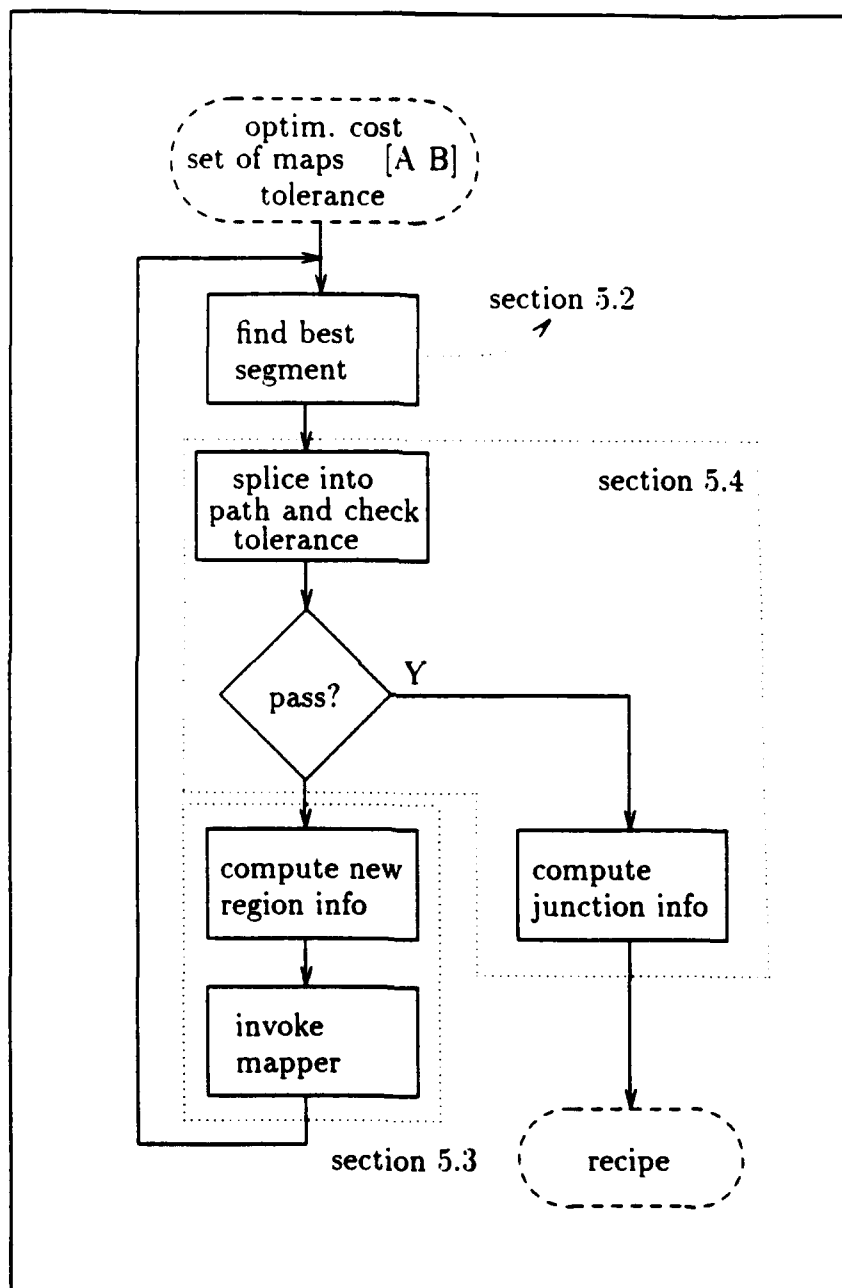 optim. cost
set of maps [A B]
tolerance
section 5.2
find best
segment
splice into
path and check
tolerance
section 5.4
pass?
Y
compute new
region info
compute
junction info
invoke
mapper
section 5.3
recipe